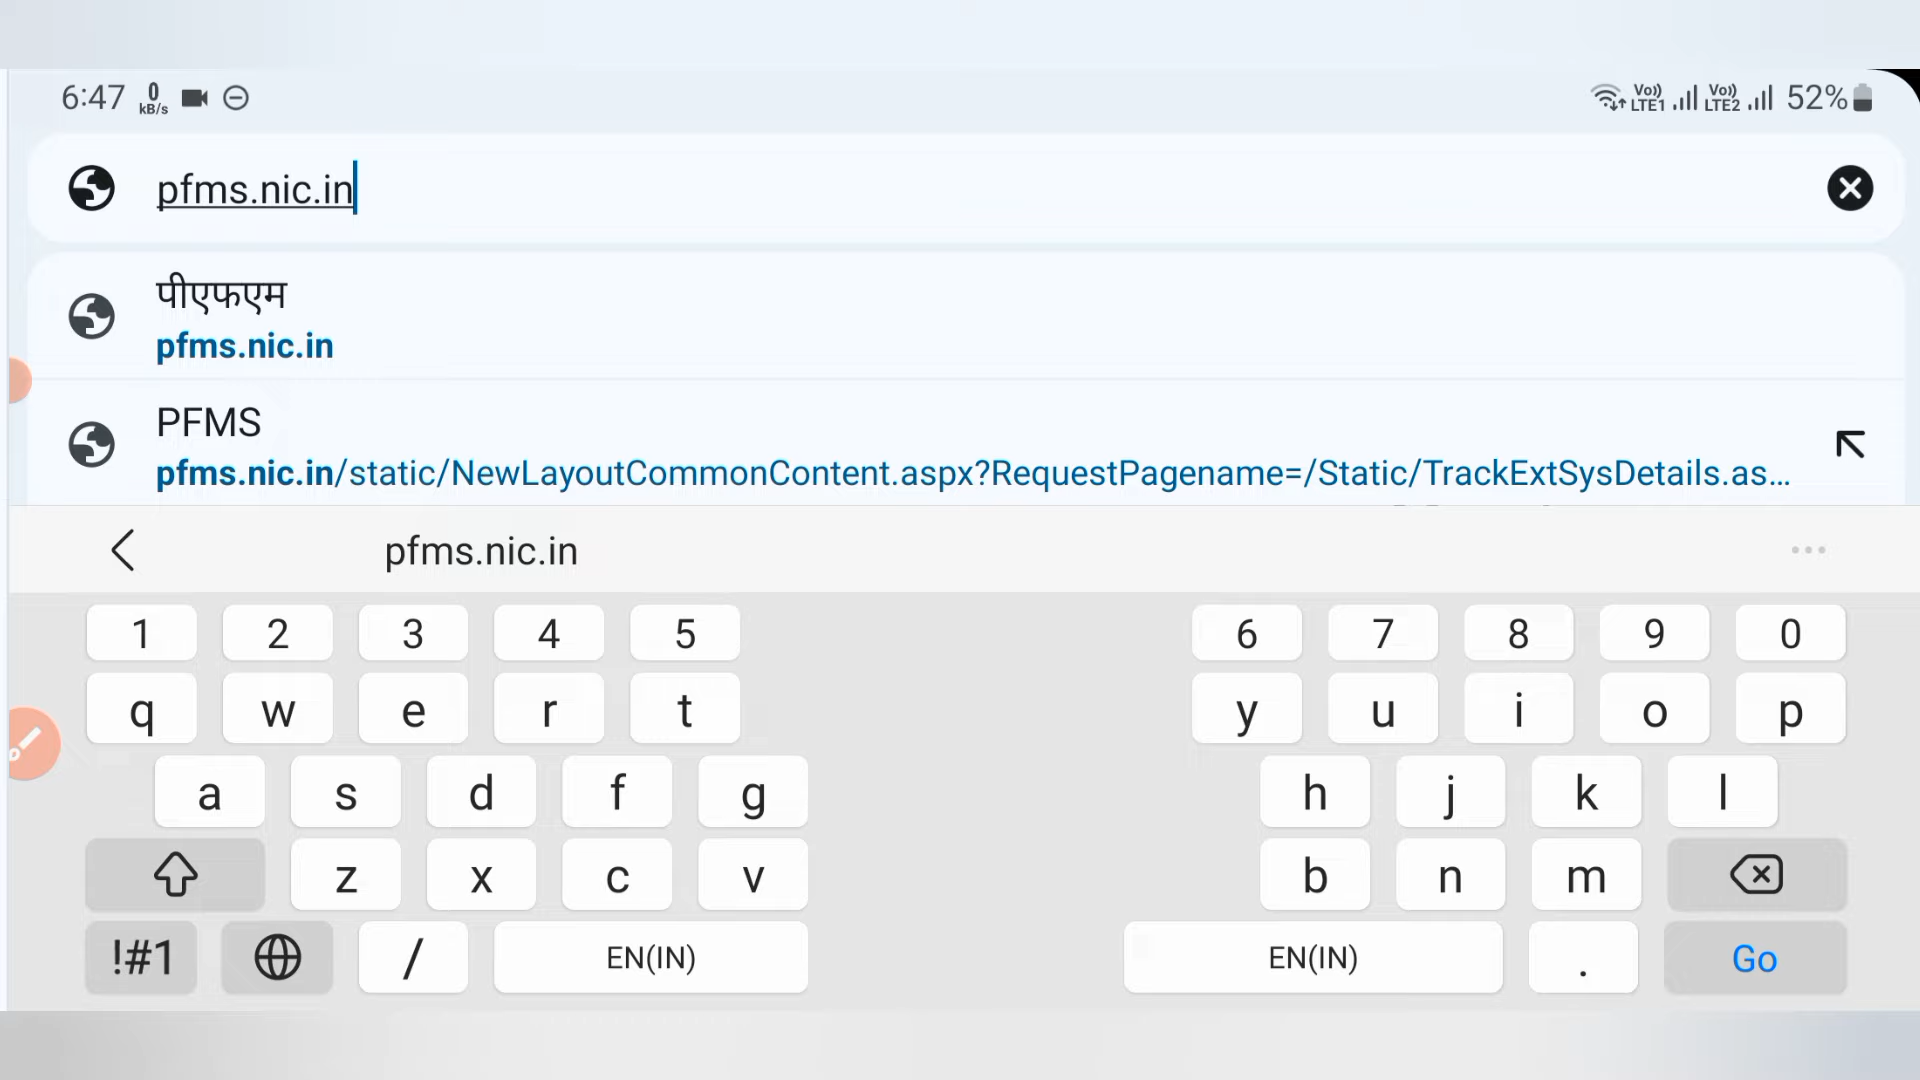 6:47 0 kB/s Vo)) LTE1 Vo)) LTE2 52%
pfms.nic.in
पीएफएम
pfms.nic.in
PFMS
pfms.nic.in/static/NewLayoutCommonContent.aspx?RequestPagename=/Static/TrackExtSysDetails.as...
pfms.nic.in
1 2 3 4 5 6 7 8 9 0
q w e r t y u i o p
a s d f g h j k l
z x c v b n m
!#1 / EN(IN) EN(IN) . Go